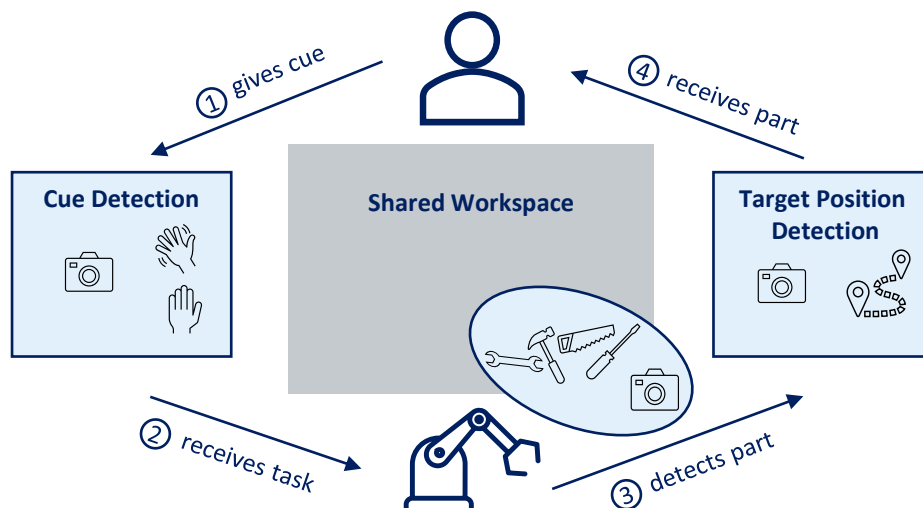 ① gives cue
④ receives part
Cue Detection
Shared Workspace
Target Position
Detection
② receives task
③ detects part